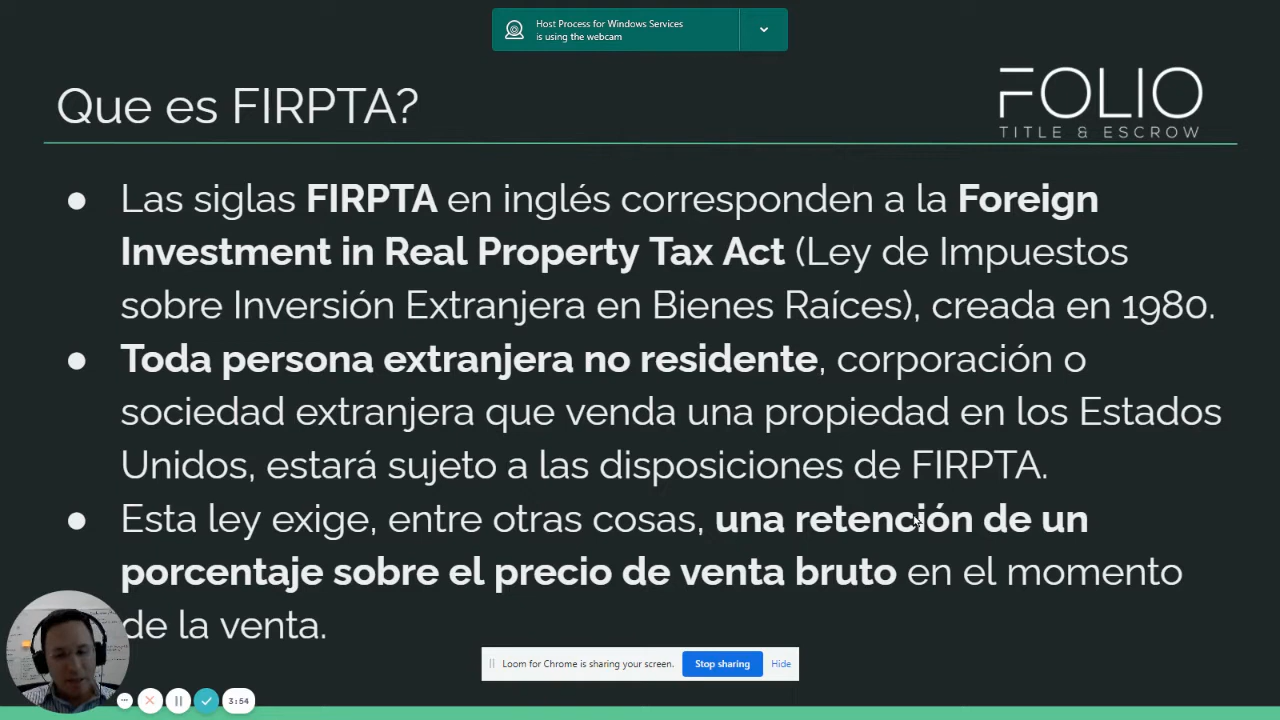 Host Process for Windows Services
is using the webcam
Que es FIRPTA?
FOLIO
TITLE & ESCROW
● Las siglas FIRPTA en inglés corresponden a la Foreign
Investment in Real Property Tax Act (Ley de Impuestos
sobre Inversión Extranjera en Bienes Raíces), creada en 1980.
● Toda persona extranjera no residente, corporación o
sociedad extranjera que venda una propiedad en los Estados
Unidos, estará sujeto a las disposiciones de FIRPTA.
● Esta ley exige, entre otras cosas, una retención de un
porcentaje sobre el precio de venta bruto en el momento
de la venta.
Loom for Chrome is sharing your screen. Stop sharing Hide
3:54